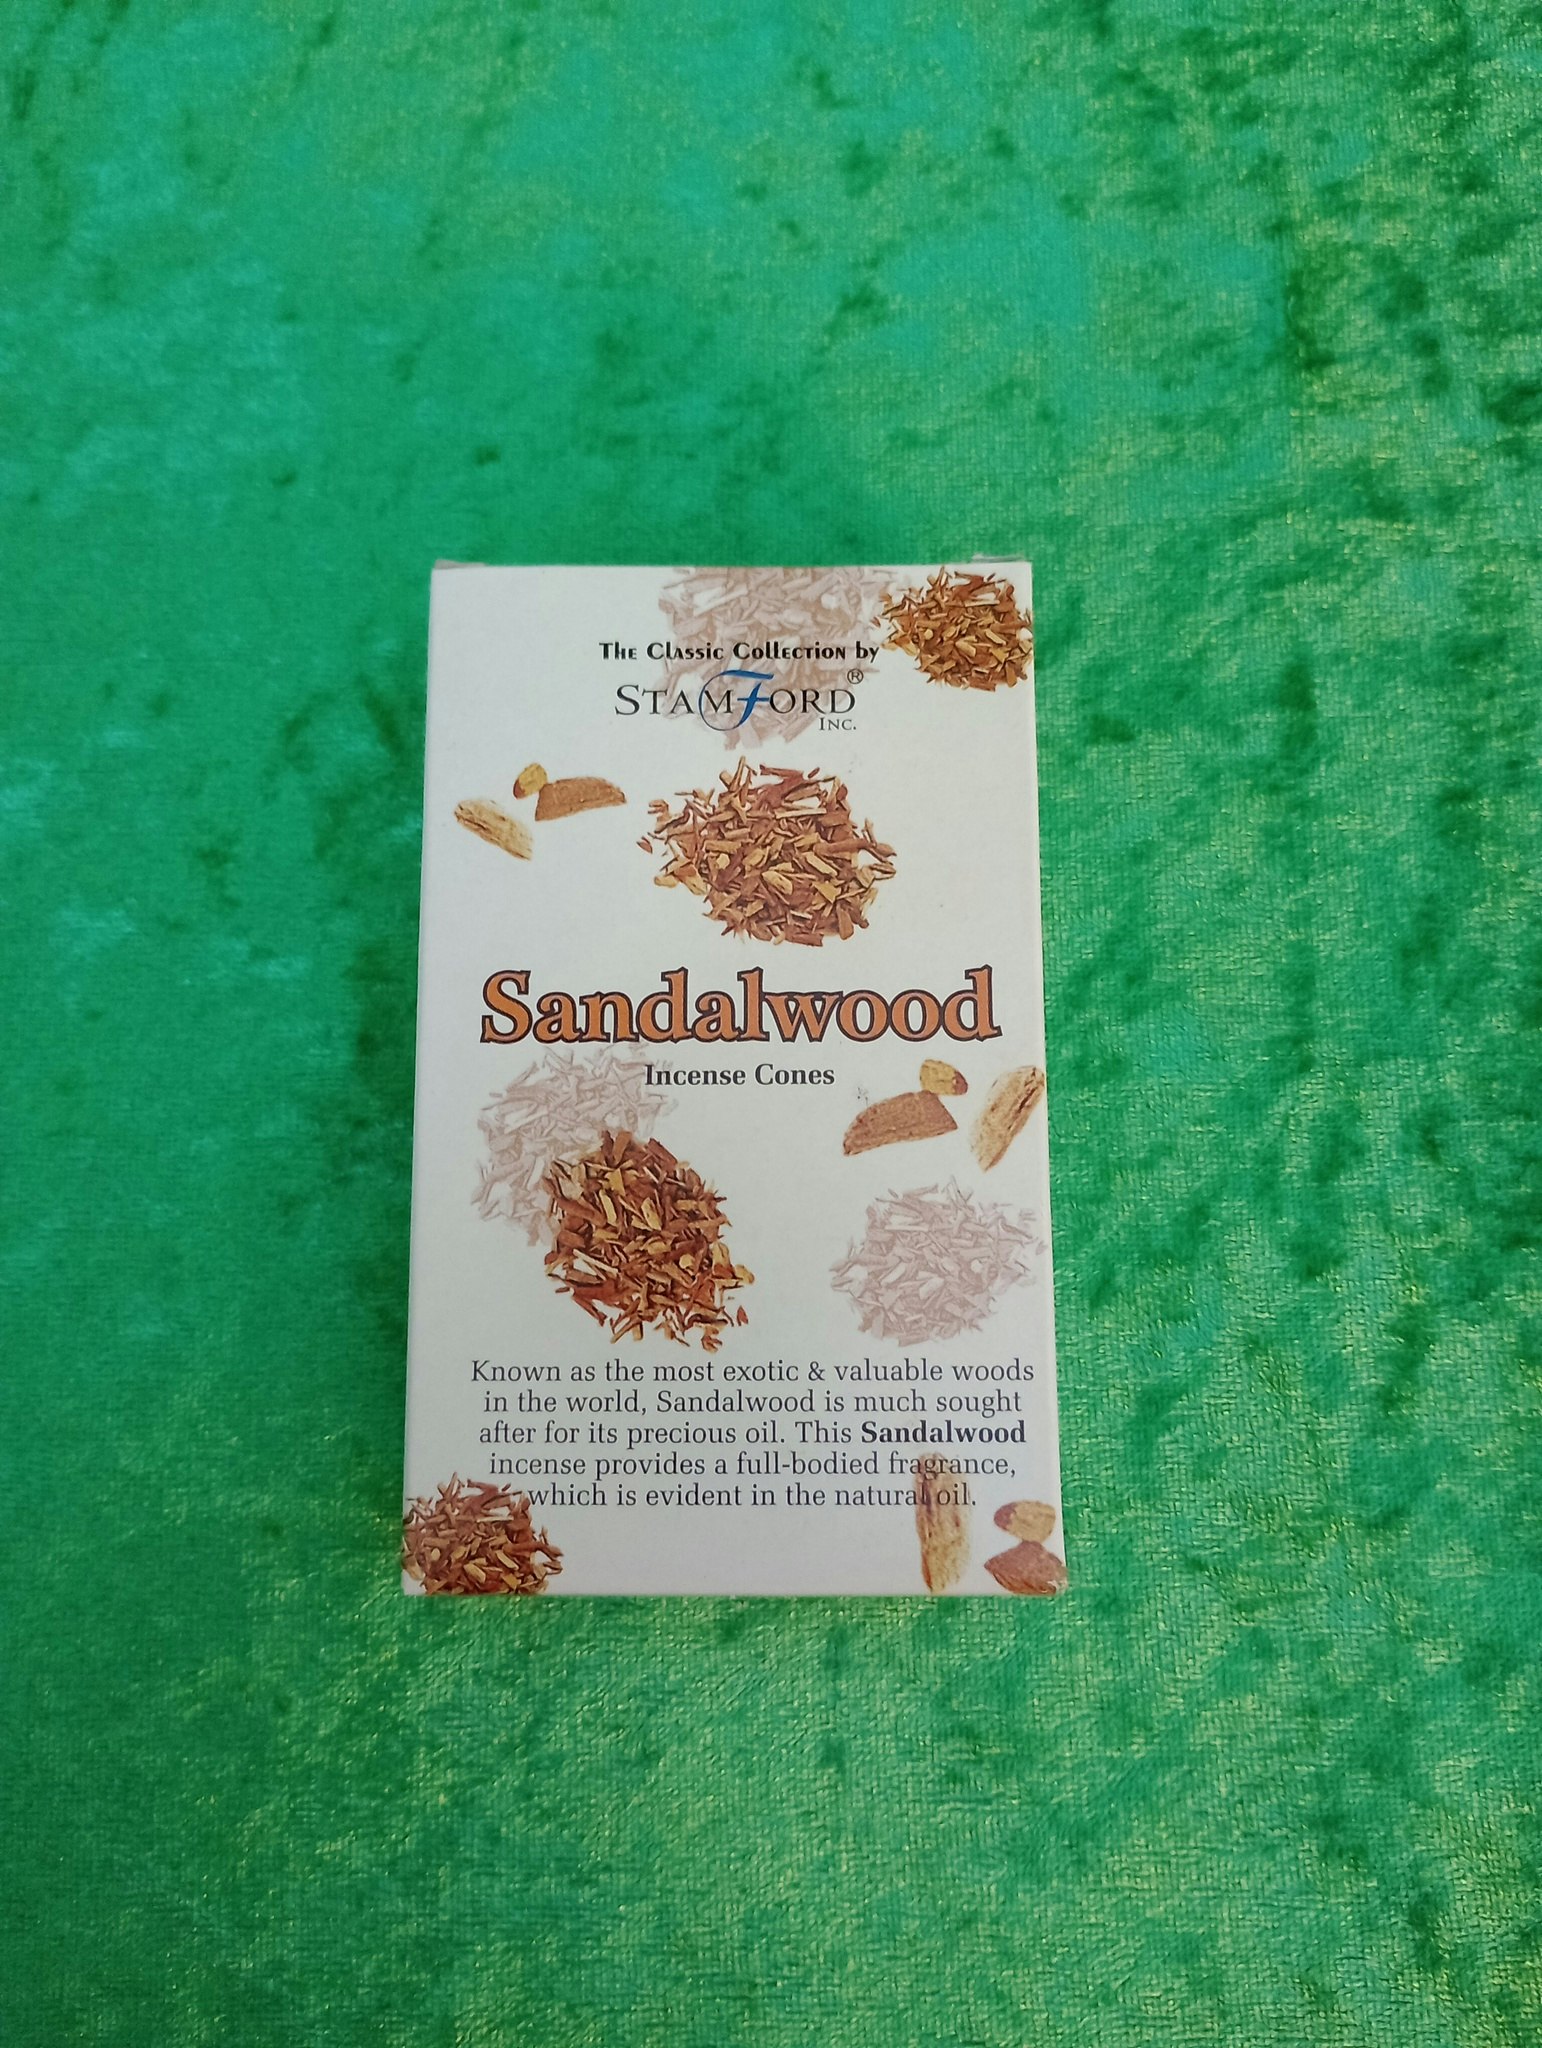 The Classic Collection by
STAMFORD®
INC.
Sandalwood
Incense Cones
Known as the most exotic & valuable woods
in the world, Sandalwood is much sought
after for its precious oil. This Sandalwood
incense provides a full-bodied fragrance,
which is evident in the natural oil.